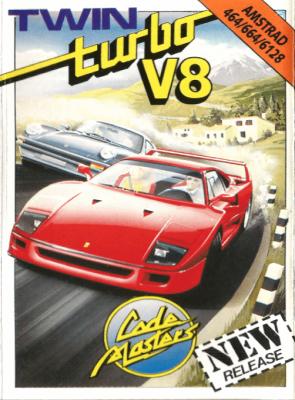 TWIN
turbo
V8
AMSTRAD
464/664/6128
Code
Masters
NEW
RELEASE